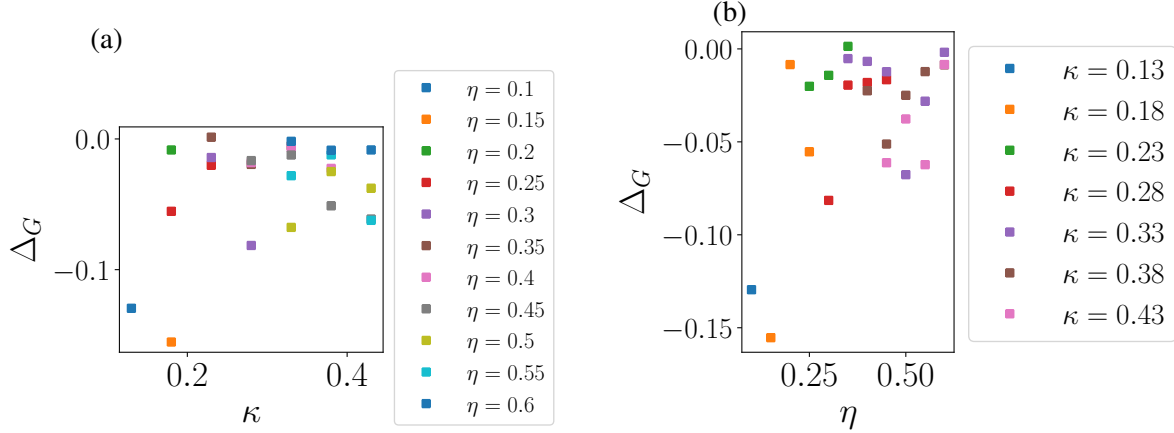 (a)
0.0
−0.1
Δ_G
0.2
0.4
κ
η = 0.1
η = 0.15
η = 0.2
η = 0.25
η = 0.3
η = 0.35
η = 0.4
η = 0.45
η = 0.5
η = 0.55
η = 0.6
(b)
0.00
−0.05
−0.10
−0.15
Δ_G
0.25
0.50
η
κ = 0.13
κ = 0.18
κ = 0.23
κ = 0.28
κ = 0.33
κ = 0.38
κ = 0.43